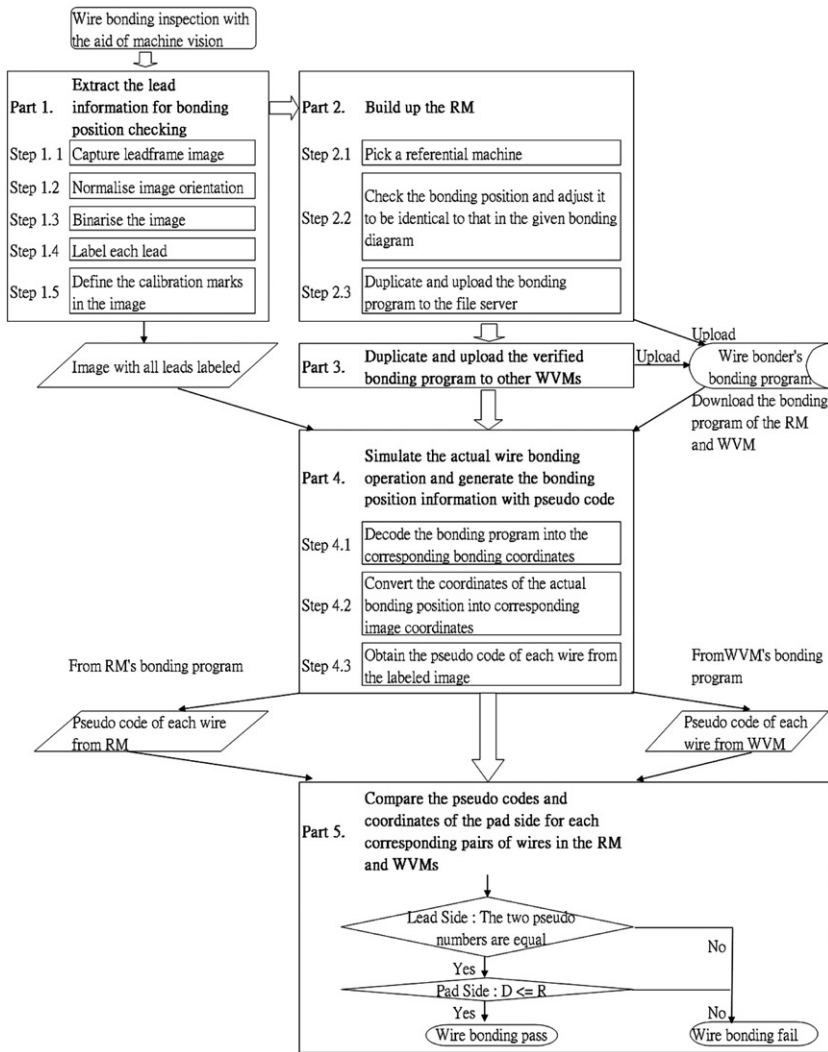 Wire bonding inspection with
the aid of machine vision
Part 1.
Extract the lead
information for bonding
position checking
Step 1. 1
Capture leadframe image
Step 1.2
Normalise image orientation
Step 1.3
Binarise the image
Step 1.4
Label each lead
Step 1.5
Define the calibration marks
in the image
Image with all leads labeled
Part 2.
Build up the RM
Step 2.1
Pick a referential machine
Step 2.2
Check the bonding position and adjust it
to be identical to that in the given bonding
diagram
Step 2.3
Duplicate and upload the bonding
program to the file server
Upload
Part 3.
Duplicate and upload the verified
bonding program to other WVMs
Upload
Wire bonder's
bonding program
Download the bonding
program of the RM
and WVM
Part 4.
Simulate the actual wire bonding
operation and generate the bonding
position information with pseudo code
Step 4.1
Decode the bonding program into the
corresponding bonding coordinates
Step 4.2
Convert the coordinates of the actual
bonding position into corresponding
image coordinates
Step 4.3
Obtain the pseudo code of each wire from
the labeled image
From RM's bonding program
FromWVM's bonding
program
Pseudo code of each wire
from RM
Pseudo code of each
wire from WVM
Part 5.
Compare the pseudo codes and
coordinates of the pad side for each
corresponding pairs of wires in the RM
and WVMs
Lead Side : The two pseudo
numbers are equal
No
Yes
Pad Side : D <= R
Yes
No
Wire bonding pass
Wire bonding fail